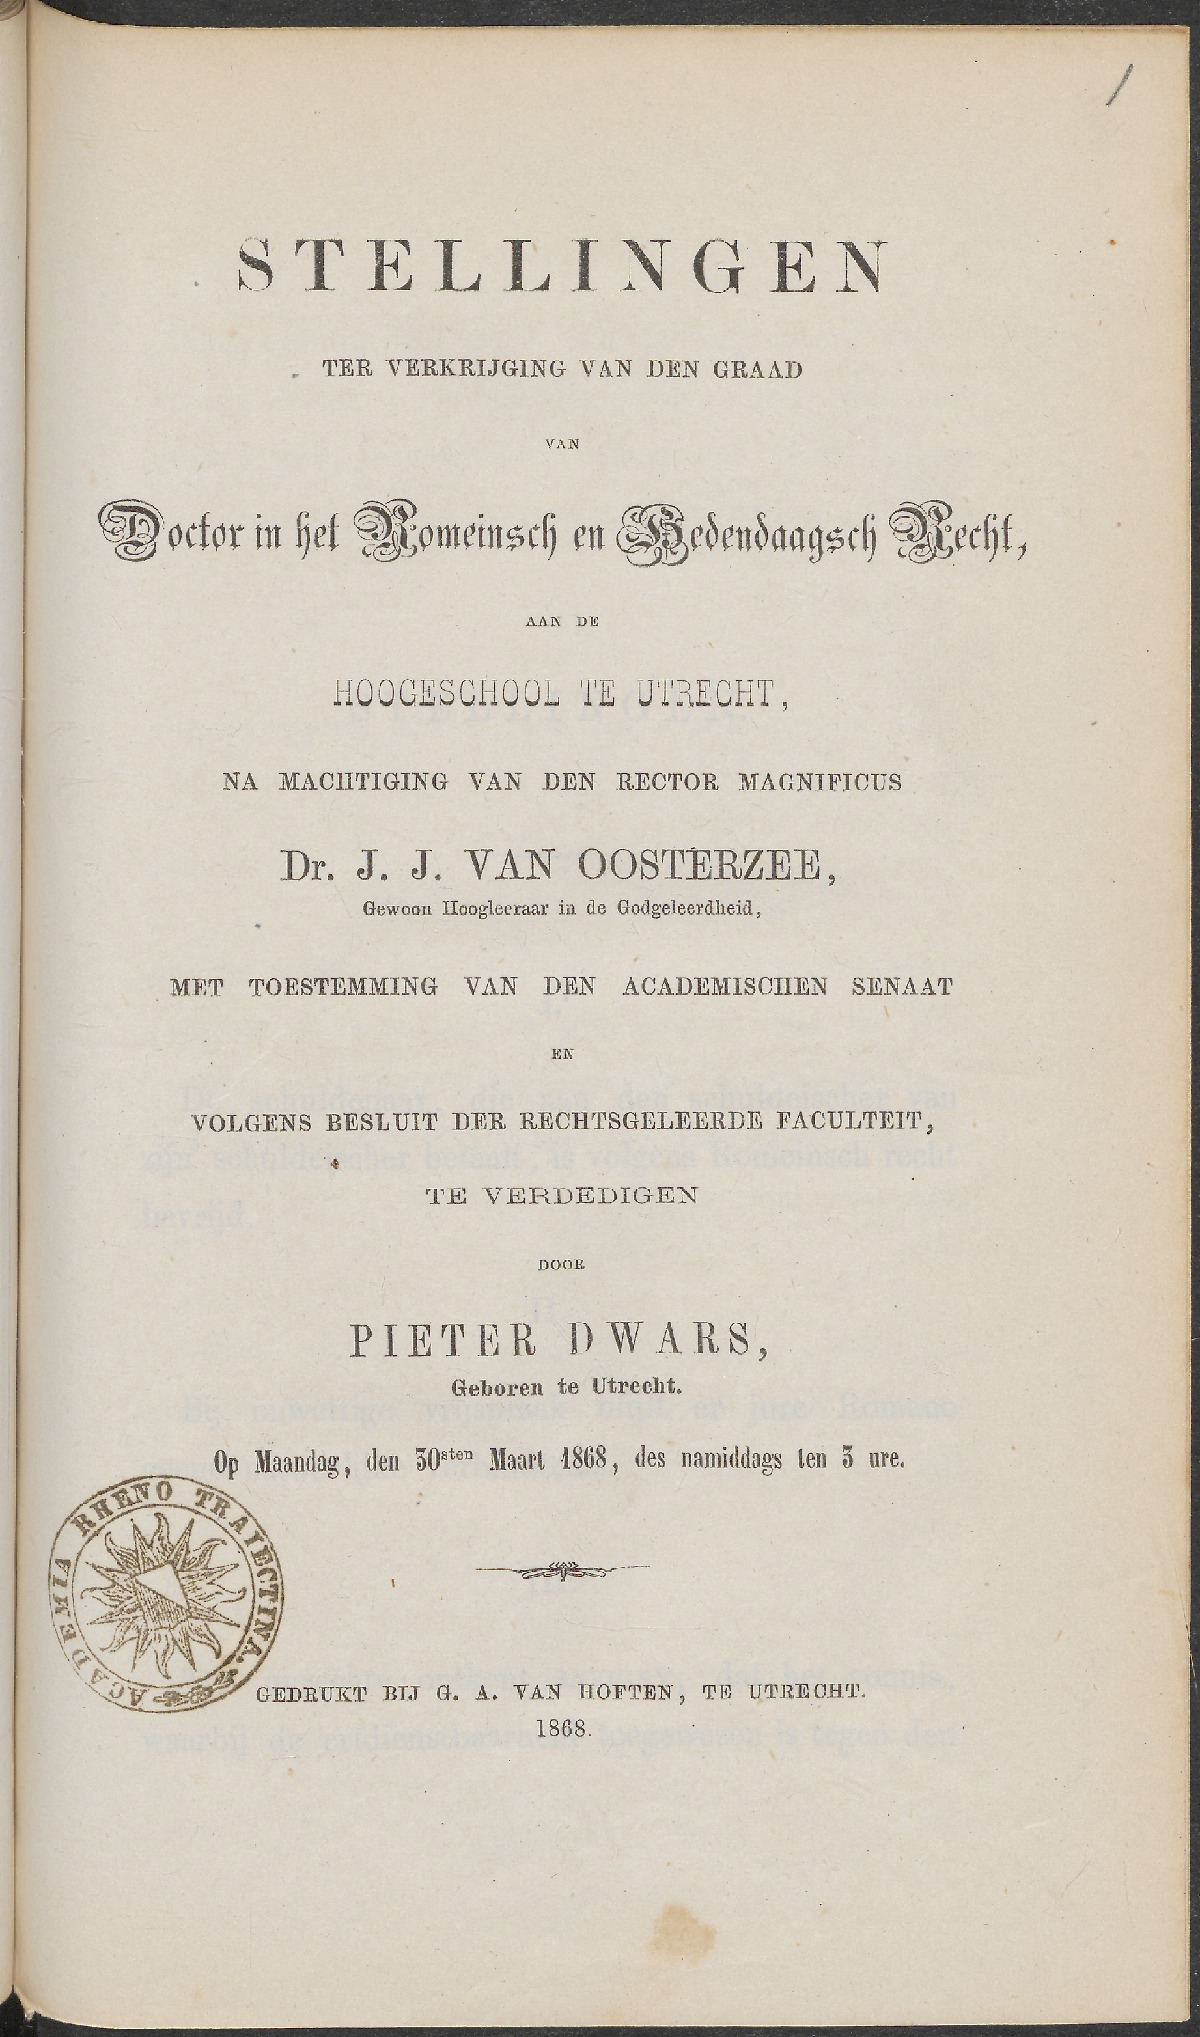 1
STELLINGEN
TER VERKRIJGING VAN DEN GRAAD
VAN
Doctor in het Romeinsch en Hedendaagsch Recht,
AAN DE
HOOGESCHOOL TE UTRECHT,
NA MACHTIGING VAN DEN RECTOR MAGNIFICUS
Dr. J. J. VAN OOSTERZEE,
Gewoon Hoogleeraar in de Godgeleerdheid,
MET TOESTEMMING VAN DEN ACADEMISCHEN SENAAT
EN
VOLGENS BESLUIT DER RECHTSGELEERDE FACULTEIT,
TE VERDEDIGEN
DOOR
PIETER DWARS,
Geboren te Utrecht.
Op Maandag, den 30sten Maart 1868, des namiddags ten 3 ure.
ACADEMIA RHENO TRAIECTINA.
GEDRUKT BIJ G. A. VAN HOFTEN, TE UTRECHT.
1868.